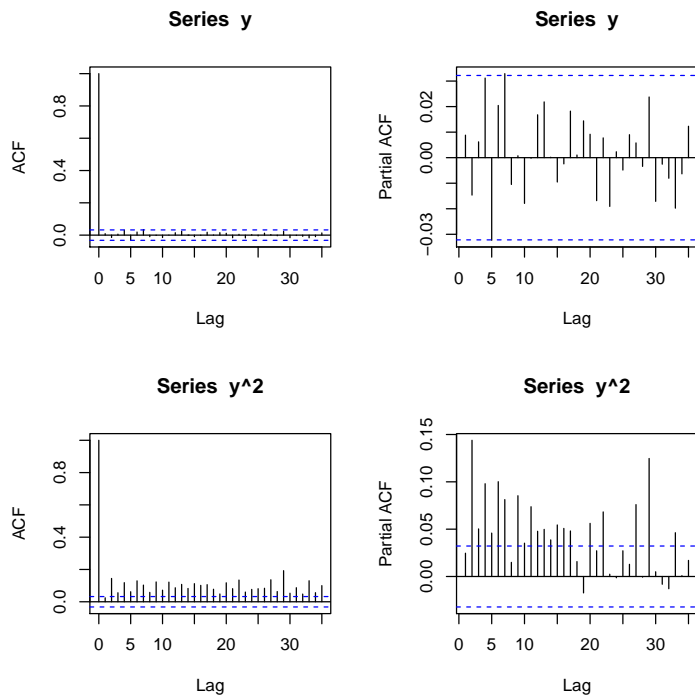 Series y
ACF
0.0 0.4 0.8
0 5 10 20 30
Lag
Series y
Partial ACF
−0.03 0.00 0.02
0 5 10 20 30
Lag
Series y^2
ACF
0.0 0.4 0.8
0 5 10 20 30
Lag
Series y^2
Partial ACF
0.00 0.05 0.10 0.15
0 5 10 20 30
Lag